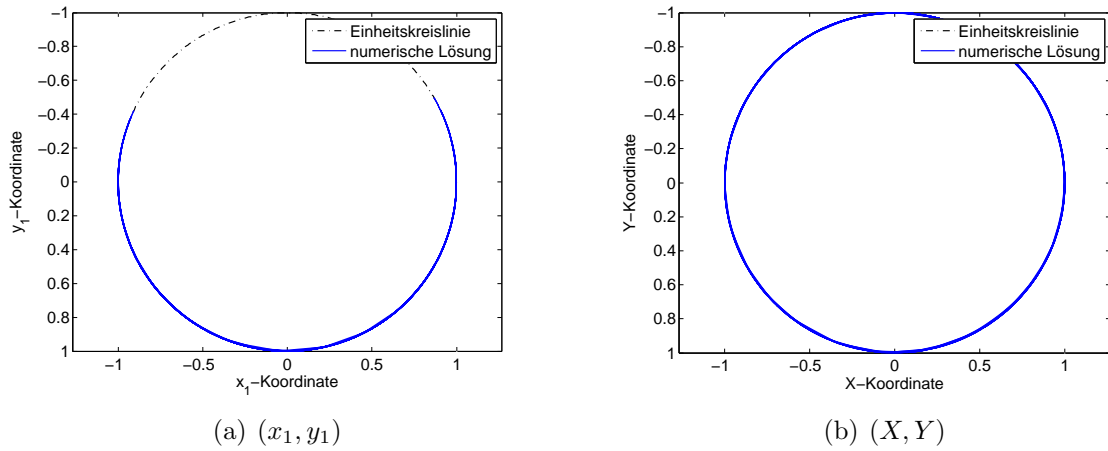 −1
−0.8
−0.6
−0.4
−0.2
0
0.2
0.4
0.6
0.8
1
y1−Koordinate
−1 −0.5 0 0.5 1
x1−Koordinate
Einheitskreislinie
numerische Lösung
(a) (x1, y1)
−1
−0.8
−0.6
−0.4
−0.2
0
0.2
0.4
0.6
0.8
1
Y−Koordinate
−1 −0.5 0 0.5 1
X−Koordinate
Einheitskreislinie
numerische Lösung
(b) (X, Y)